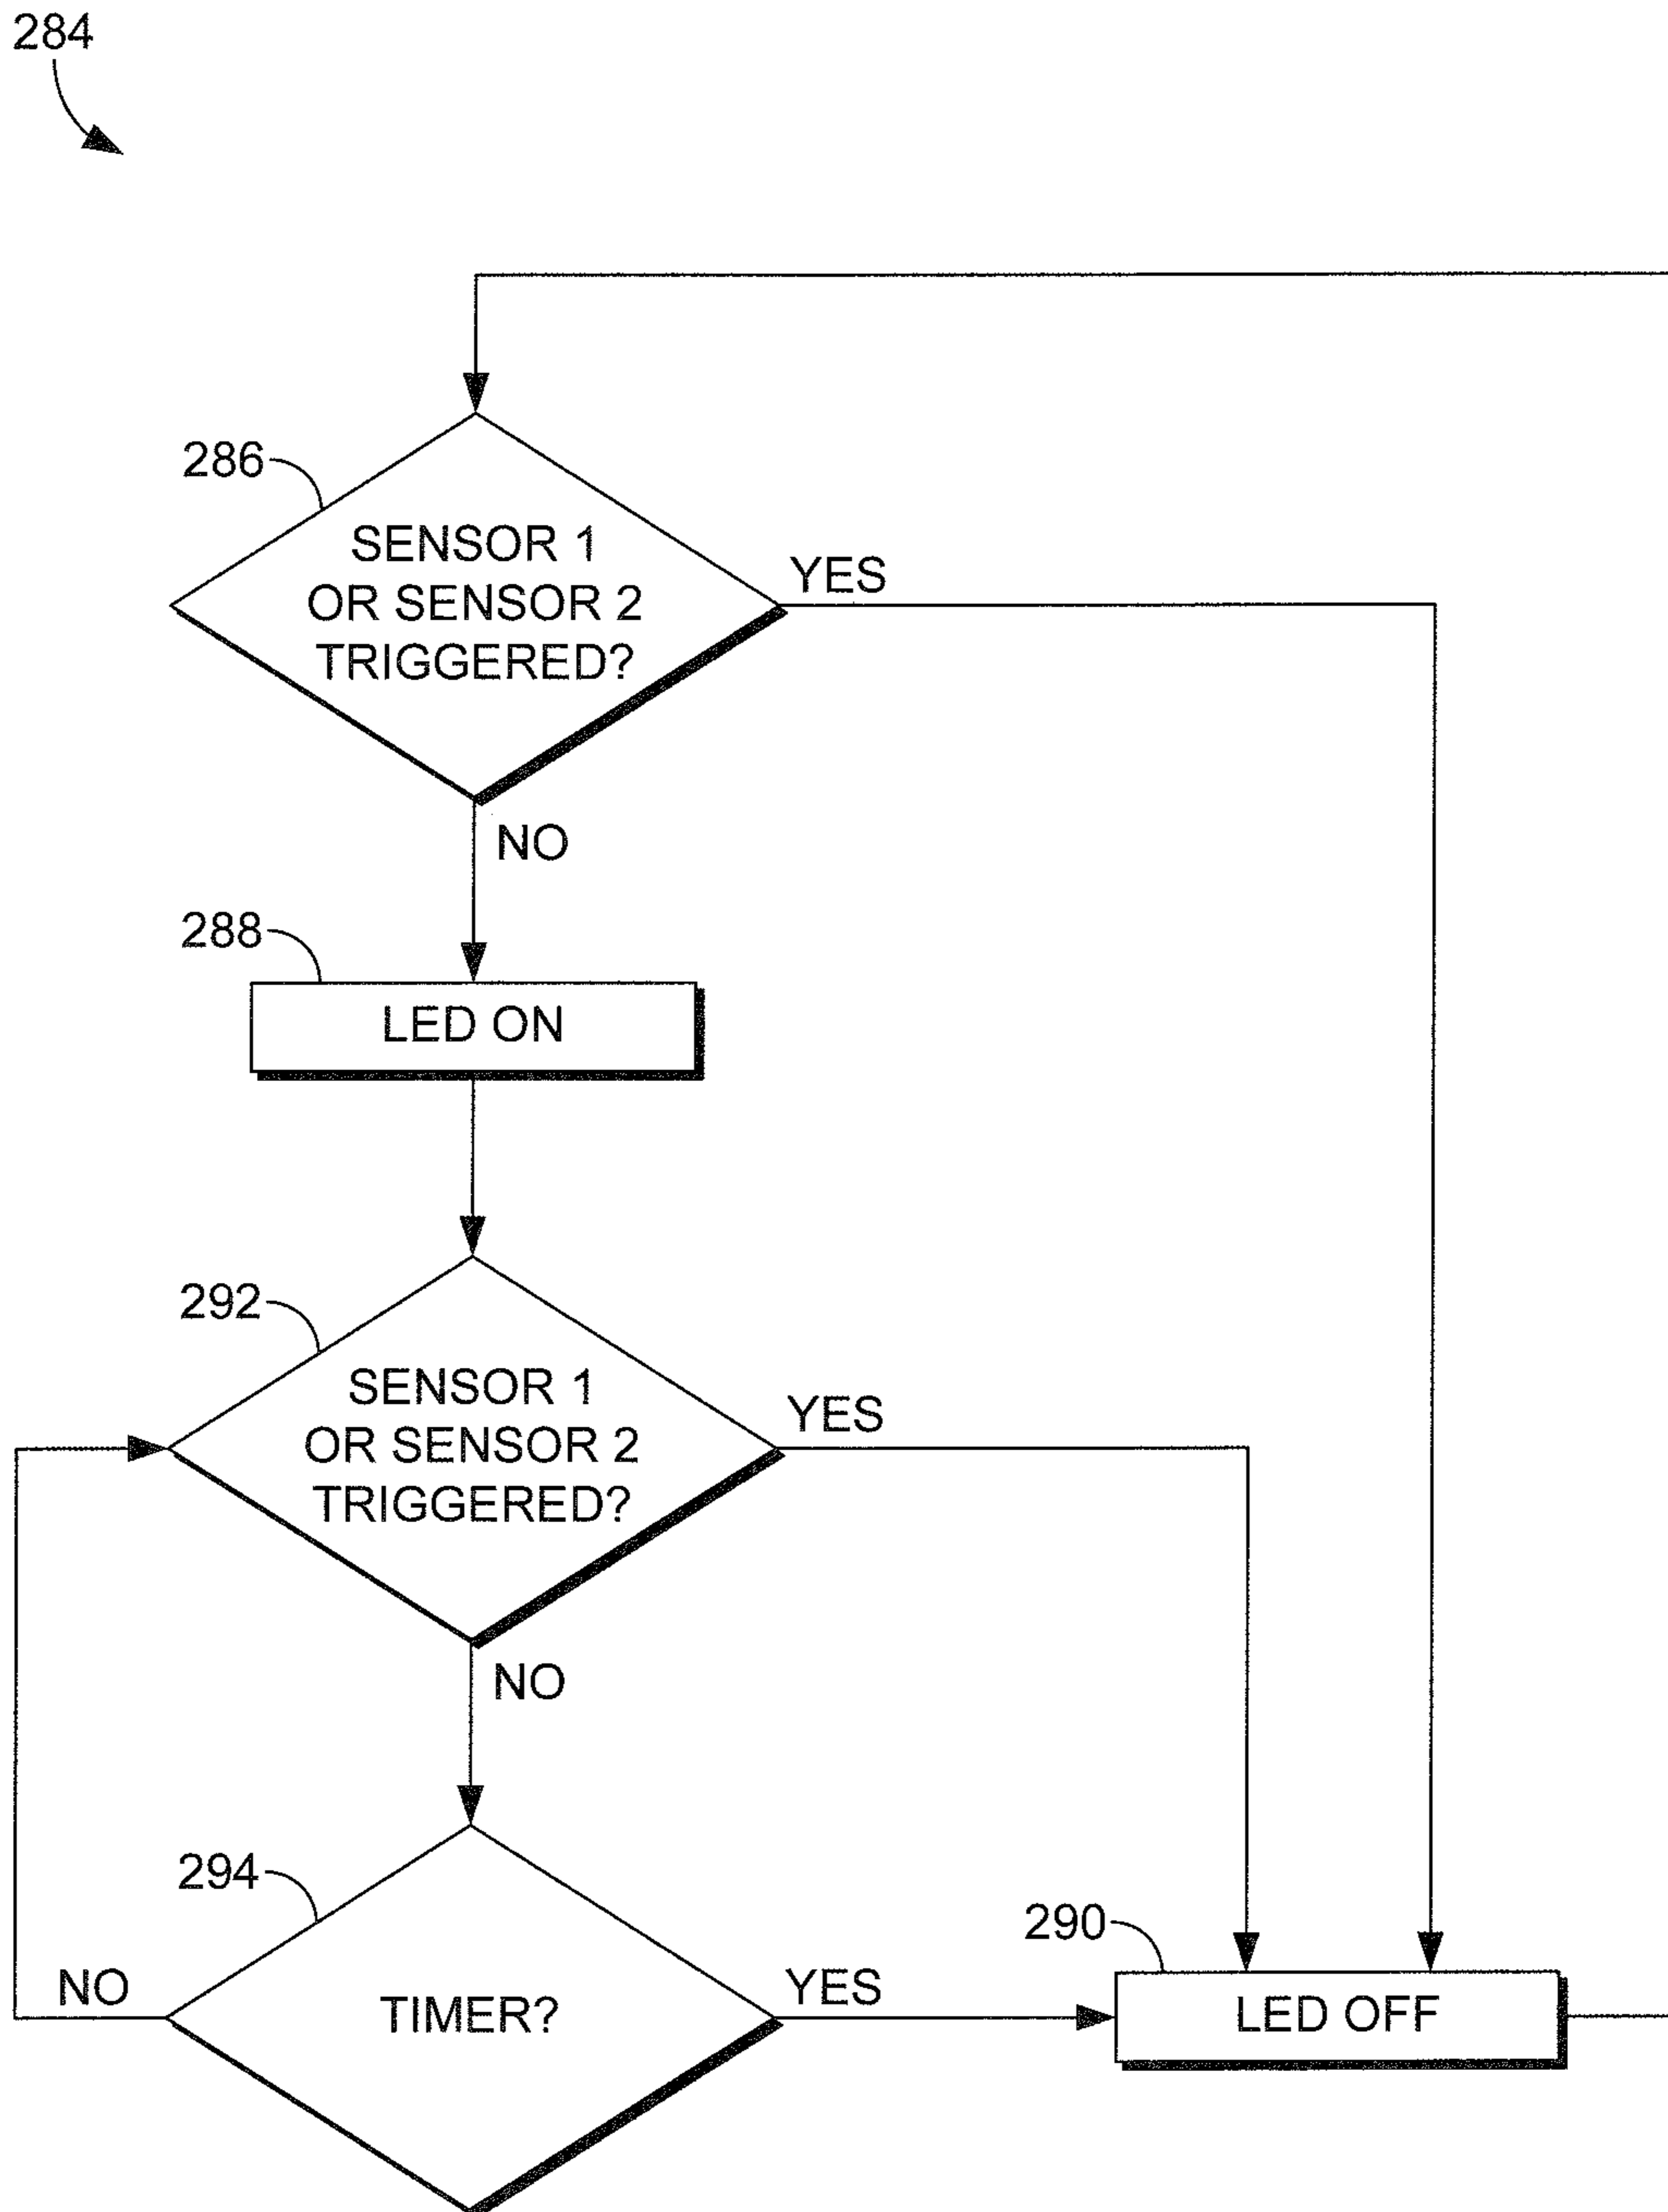 284
286
SENSOR 1
OR SENSOR 2
TRIGGERED?
YES
NO
288
LED ON
292
SENSOR 1
OR SENSOR 2
TRIGGERED?
YES
NO
294
NO
TIMER?
YES
290
LED OFF